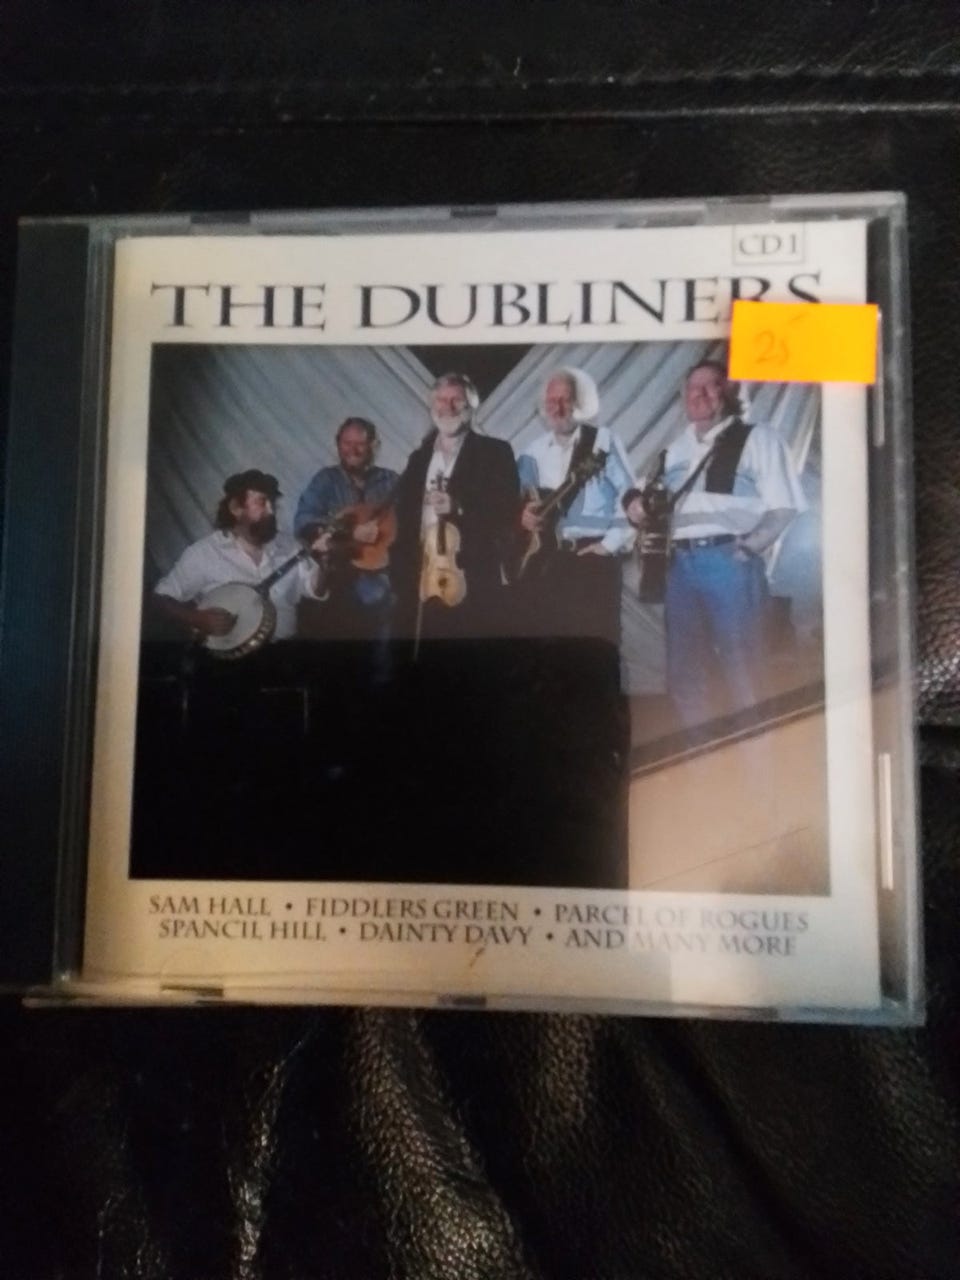 CD 1
THE DUBLINERS
25
SAM HALL • FIDDLERS GREEN • PARCEL OF ROGUES
SPANCIL HILL • DAINTY DAVY • AND MANY MORE